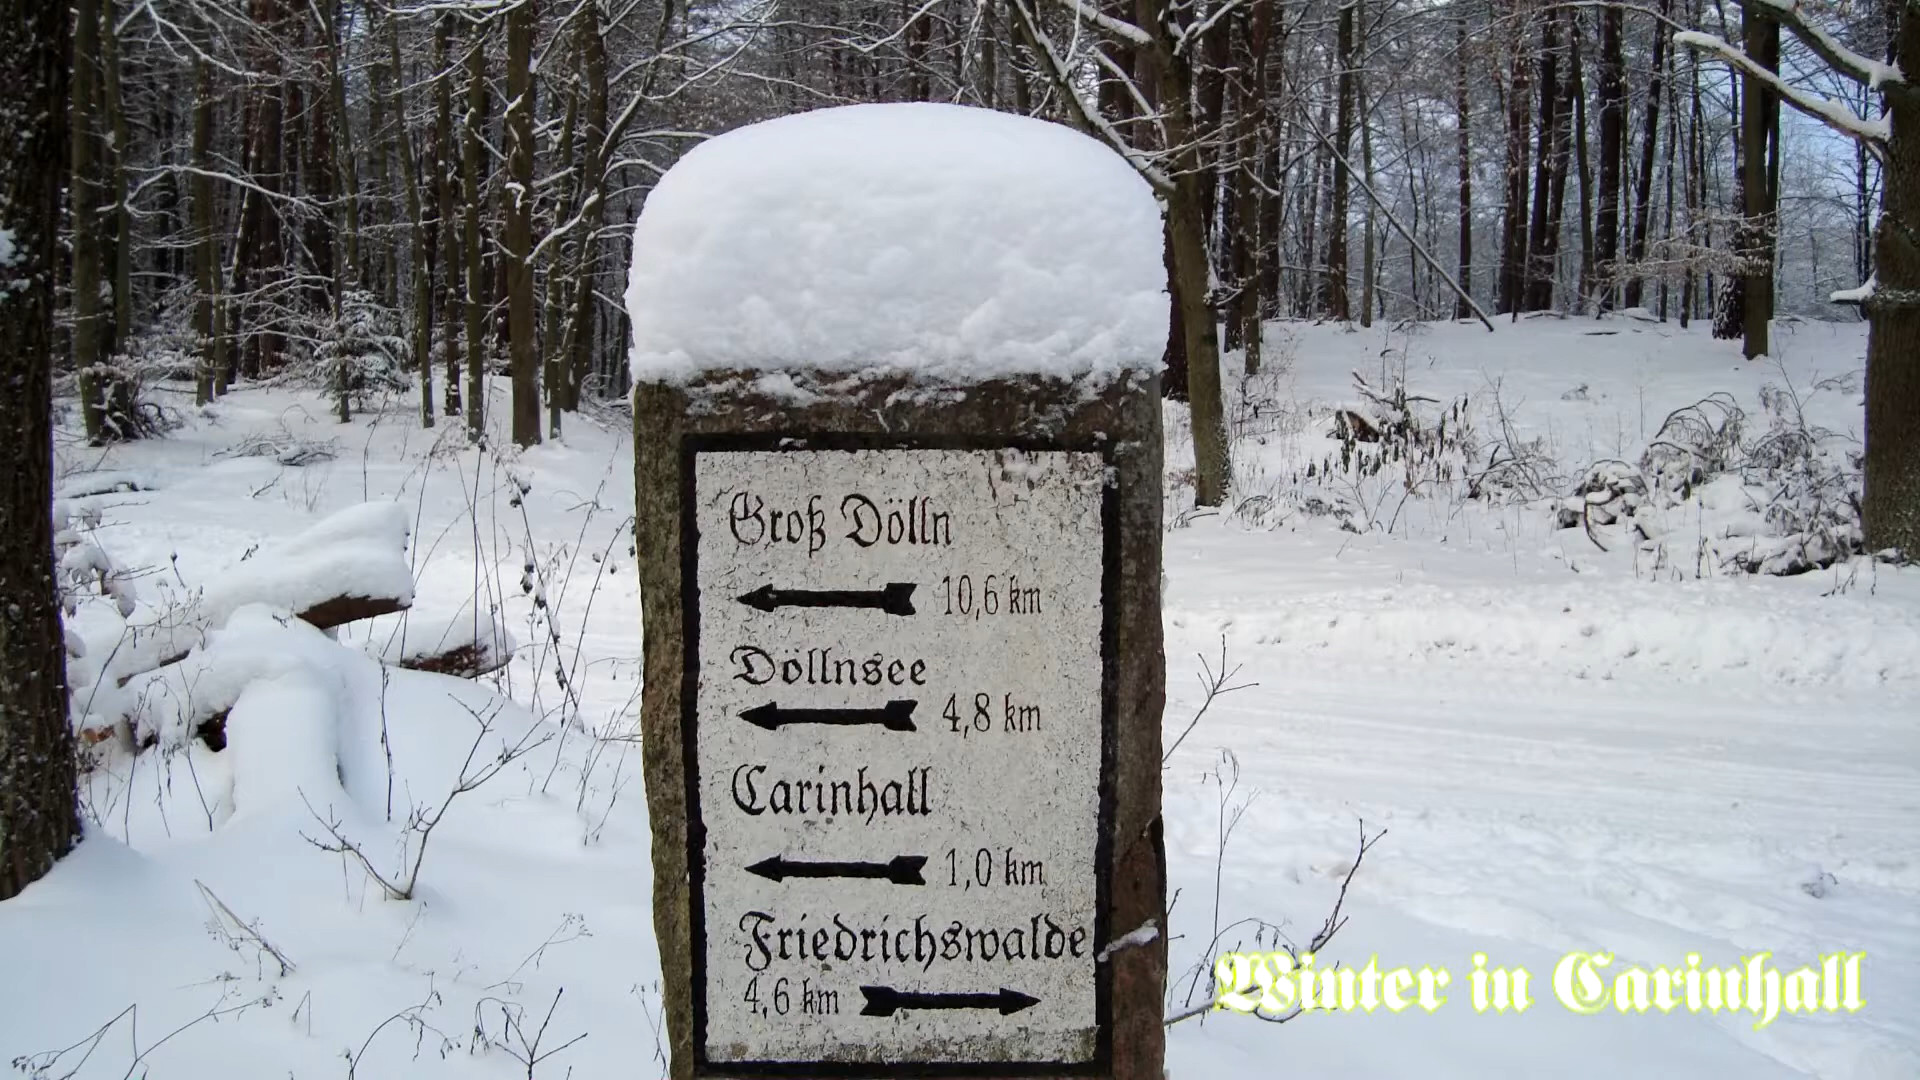 Groß Dölln
10,6 km
Döllnsee
4,8 km
Carinhall
1,0 km
Friedrichswalde
4,6 km
Winter in Carinhall